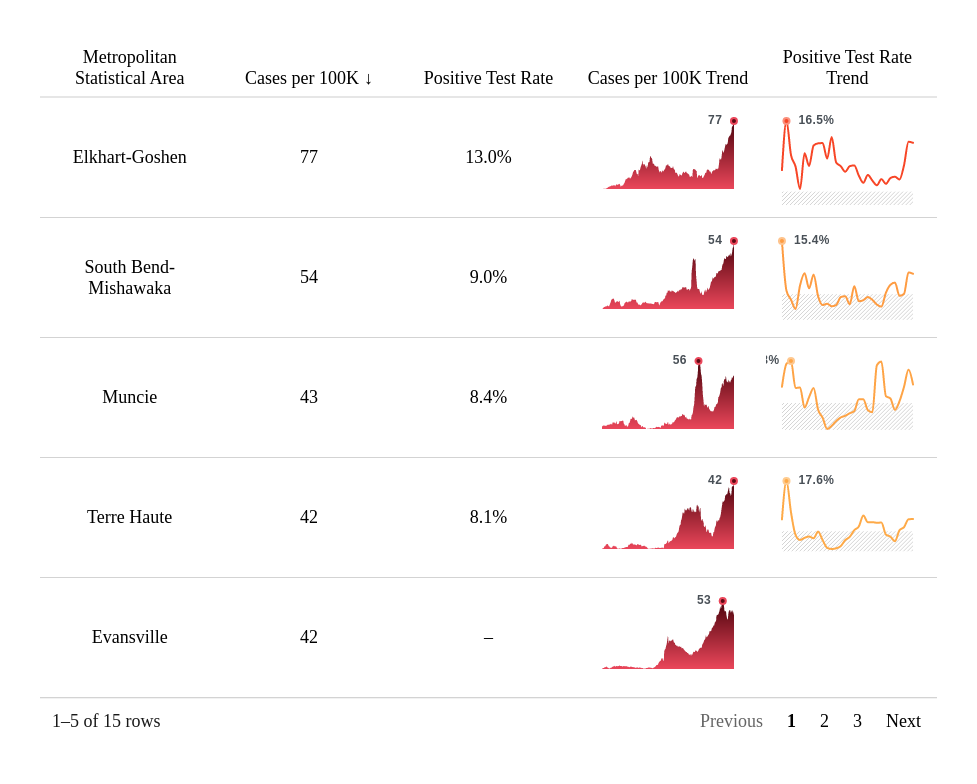 Metropolitan
Statistical Area
Cases per 100K ↓
Positive Test Rate
Cases per 100K Trend
Positive Test Rate
Trend
Elkhart-Goshen
77
13.0%
77
16.5%
South Bend-
Mishawaka
54
9.0%
54
15.4%
Muncie
43
8.4%
56
Terre Haute
42
8.1%
42
17.6%
Evansville
42
–
53
1–5 of 15 rows
Previous
1
2
3
Next